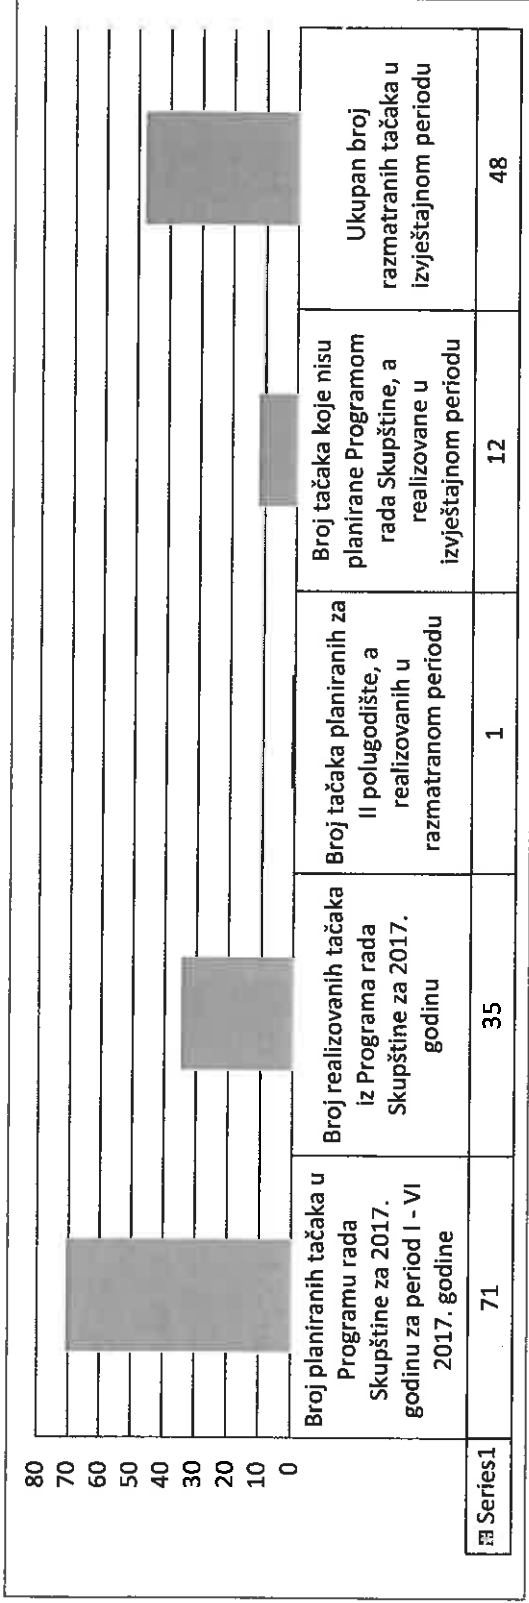 80
70
60
50
40
30
20
10
0
Broj planiranih tačaka u
Programu rada
Skupštine za 2017.
godinu za period I - VI
2017. godine
Broj realizovanih tačaka
iz Programa rada
Skupštine za 2017.
godinu
Broj tačaka planiranih za
II polugodište, a
realizovanih u
razmatranom periodu
Broj tačaka koje nisu
planirane Programom
rada Skupštine, a
realizovane u
izvještajnom periodu
Ukupan broj
razmatranih tačaka u
izvještajnom periodu
Series1 71 35 1 12 48